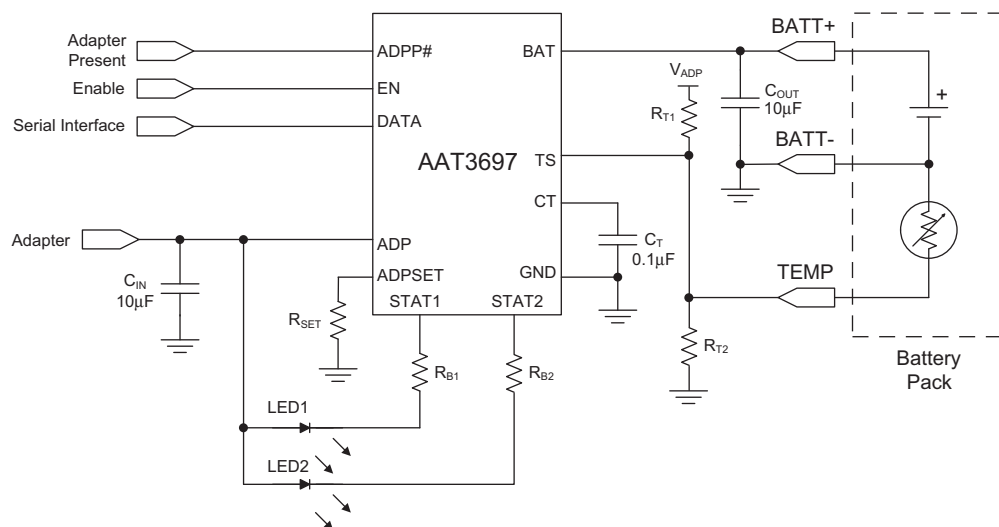 Adapter
Present
Enable
Serial Interface
Adapter
C_IN
10μF
R_SET
ADPP#
EN
DATA
AAT3697
ADP
ADPSET
STAT1
STAT2
BAT
TS
CT
GND
R_B1
R_B2
LED1
LED2
V_ADP
R_T1
R_T2
C_T
0.1μF
C_OUT
10μF
BATT+
BATT-
TEMP
+
Battery
Pack